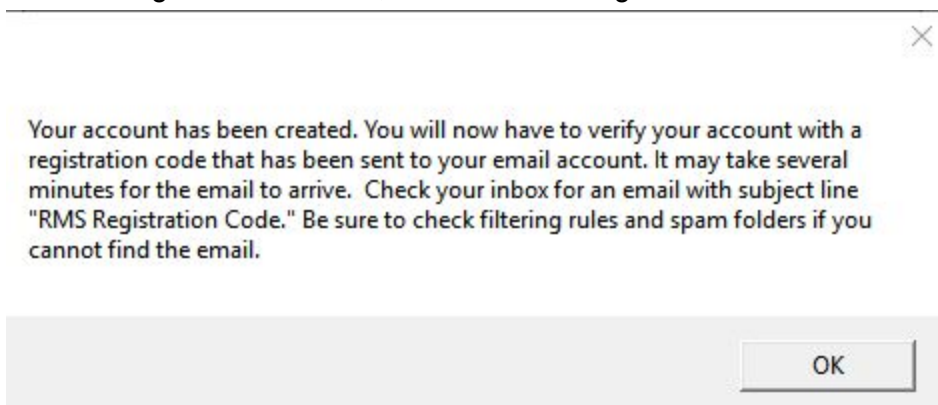 Your account has been created. You will now have to verify your account with a
registration code that has been sent to your email account. It may take several
minutes for the email to arrive.  Check your inbox for an email with subject line
"RMS Registration Code." Be sure to check filtering rules and spam folders if you
cannot find the email.
OK